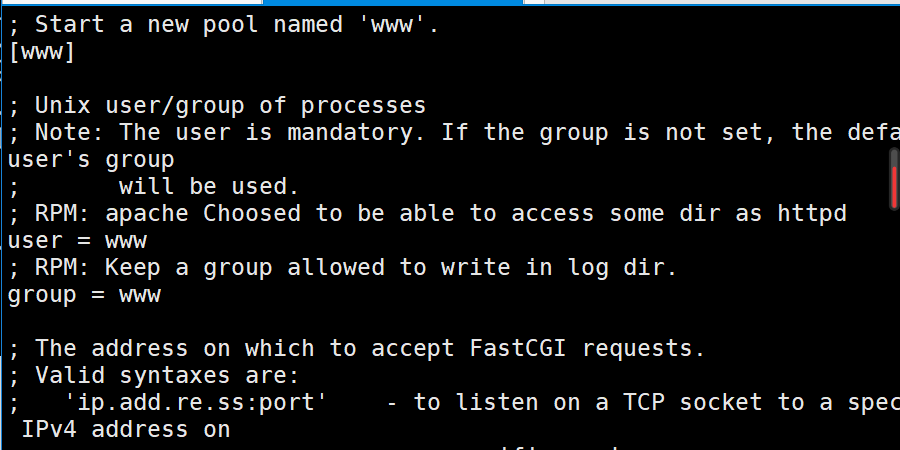 ; Start a new pool named 'www'.
[www]
; Unix user/group of processes
; Note: The user is mandatory. If the group is not set, the defa
user's group
;       will be used.
; RPM: apache Choosed to be able to access some dir as httpd
user = www
; RPM: Keep a group allowed to write in log dir.
group = www
; The address on which to accept FastCGI requests.
; Valid syntaxes are:
;   'ip.add.re.ss:port'    - to listen on a TCP socket to a spec
 IPv4 address on